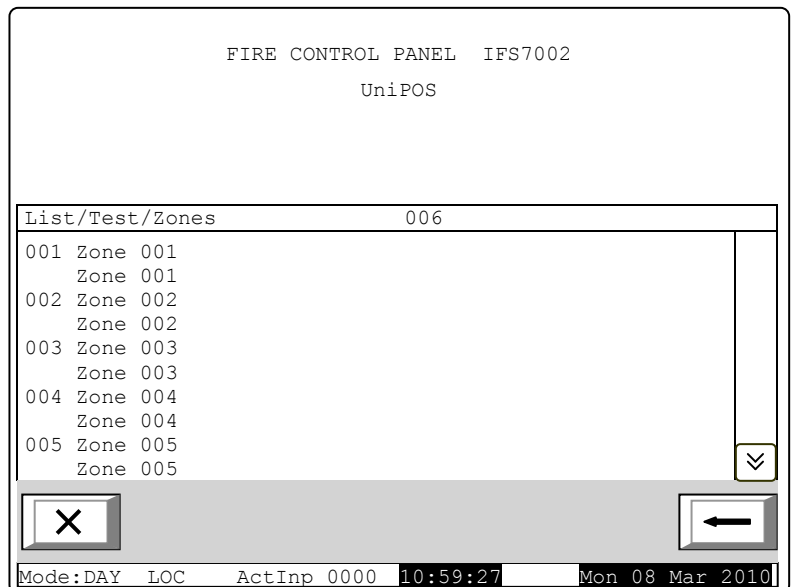 FIRE CONTROL PANEL IFS7002
UniPOS
List/Test/Zones 006
001 Zone 001
Zone 001
002 Zone 002
Zone 002
003 Zone 003
Zone 003
004 Zone 004
Zone 004
005 Zone 005
Zone 005
Mode:DAY LOC ActInp 0000 10:59:27 Mon 08 Mar 2010